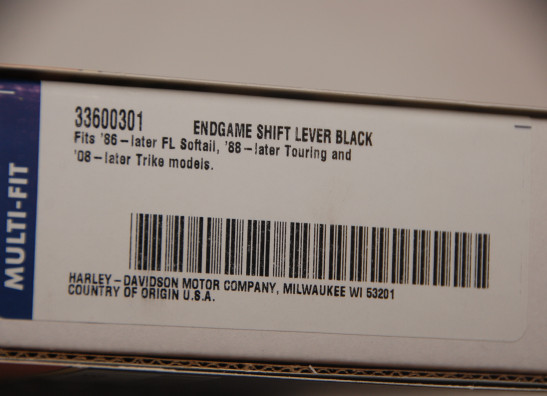 MULTI-FIT
33600301 ENDGAME SHIFT LEVER BLACK
Fits '86-later FL Softail, '88-later Touring and
'08-later Trike models.
HARLEY-DAVIDSON MOTOR COMPANY, MILWAUKEE WI 53201
COUNTRY OF ORIGIN U.S.A.